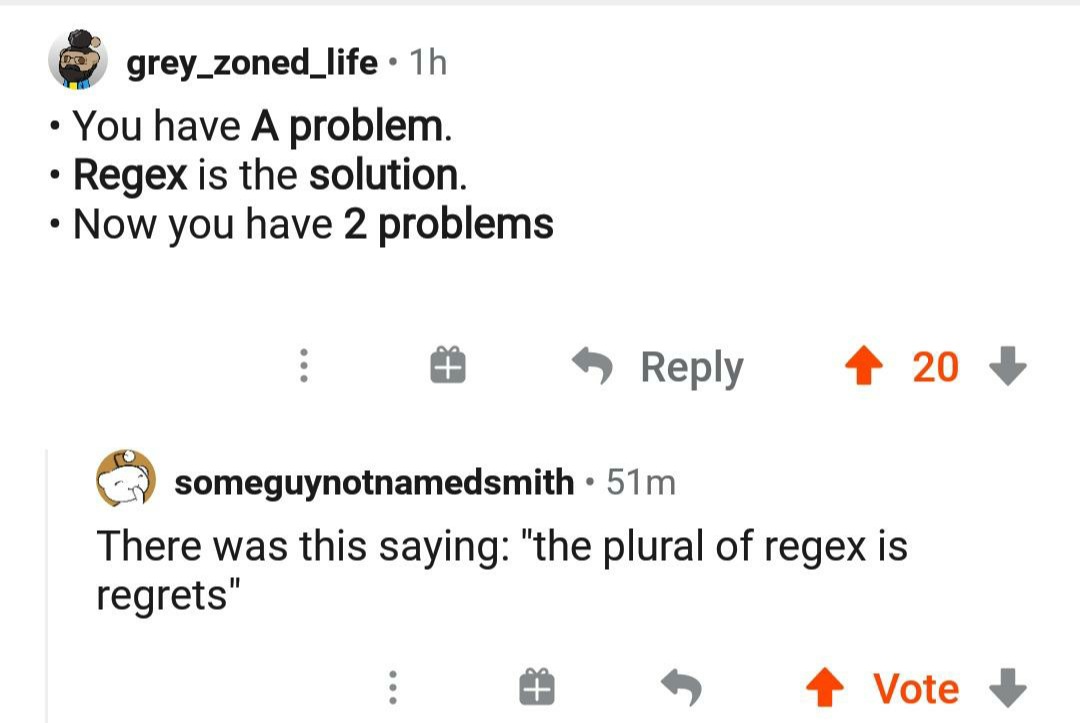 grey_zoned_life • 1h
• You have A problem.
• Regex is the solution.
• Now you have 2 problems
Reply 20
someguynotnamedsmith • 51m
There was this saying: "the plural of regex is
regrets"
Vote